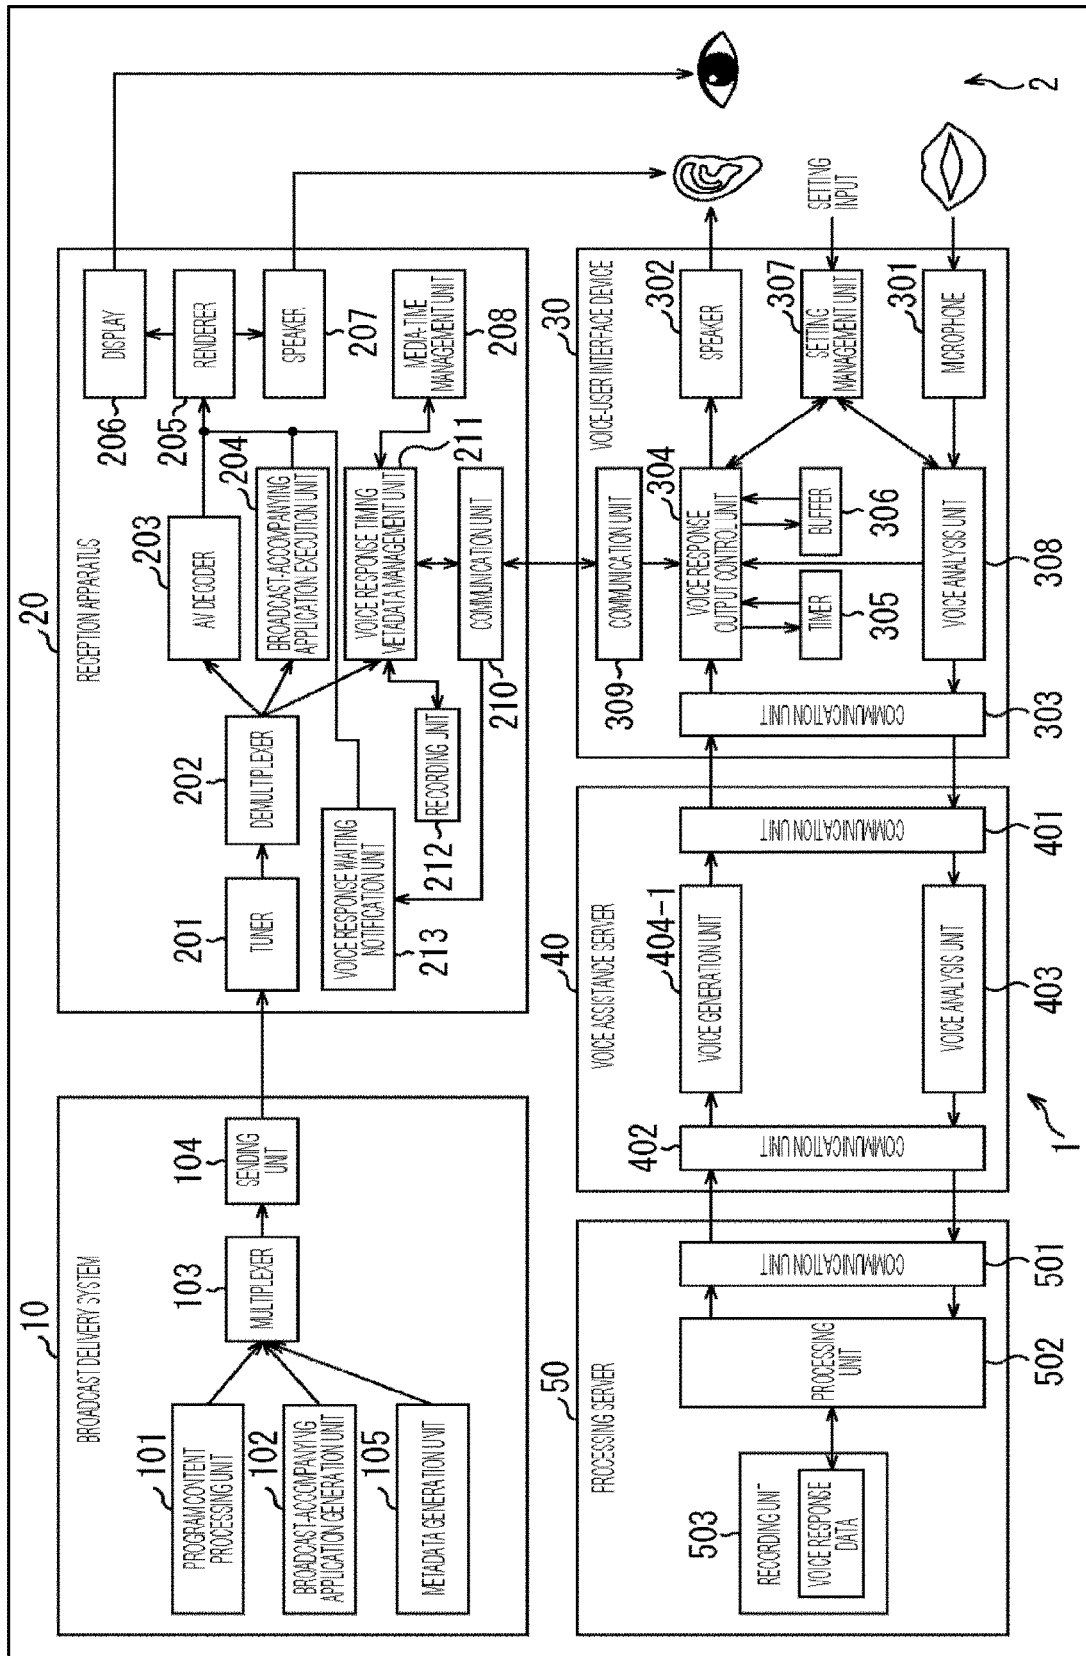 10
BROADCAST DELIVERY SYSTEM
101
PROGRAM CONTENT
PROCESSING UNIT
102
BROADCAST-ACCOMPANYING
APPLICATION GENERATION UNIT
105
METADATA GENERATION UNIT
103
MULTIPLEXER
104
SENDING
UNIT
20
RECEPTION APPARATUS
201
TUNER
202
DEMULTIPLEXER
203
AV DECODER
204
BROADCAST-ACCOMPANYING
APPLICATION EXECUTION UNIT
206
DISPLAY
205
RENDERER
SPEAKER
207
VOICE RESPONSE TIMING
METADATA MANAGEMENT UNIT
211
MEDIA-TIME
MANAGEMENT UNIT
208
COMMUNICATION UNIT
210
RECORDING UNIT
212
VOICE RESPONSE WAITING
NOTIFICATION UNIT
213
50
PROCESSING SERVER
503
RECORDING UNIT
VOICE RESPONSE
DATA
PROCESSING
UNIT
502
COMMUNICATION UNIT
501
40
VOICE ASSISTANCE SERVER
402
COMMUNICATION UNIT
404-1
VOICE GENERATION UNIT
VOICE ANALYSIS UNIT
403
COMMUNICATION UNIT
401
30
VOICE-USER INTERFACE DEVICE
COMMUNICATION UNIT
309
COMMUNICATION UNIT
303
304
VOICE RESPONSE
OUTPUT CONTROL UNIT
TIMER
305
BUFFER
306
VOICE ANALYSIS UNIT
308
302
SPEAKER
307
SETTING
MANAGEMENT UNIT
301
MICROPHONE
SETTING
INPUT
1
2